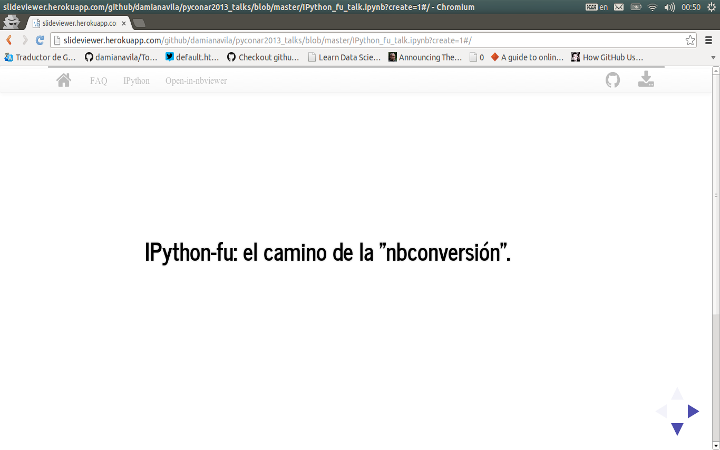 slideviewer.herokuapp.com/github/damianavila/pyconar2013_talks/blob/master/IPython_fu_talk.ipynb?create=1#/ - Chromium
en
00:50
slideviewer.herokuapp.co
slideviewer.herokuapp.com/github/damianavila/pyconar2013_talks/blob/master/IPython_fu_talk.ipynb?create=1#/
Traductor de G... damianavila/To... default.ht... Checkout githu... Learn Data Scie... Announcing The... 0 A guide to onlin... How GitHub Us...
FAQ IPython Open-in-nbviewer
IPython-fu: el camino de la "nbconversión".